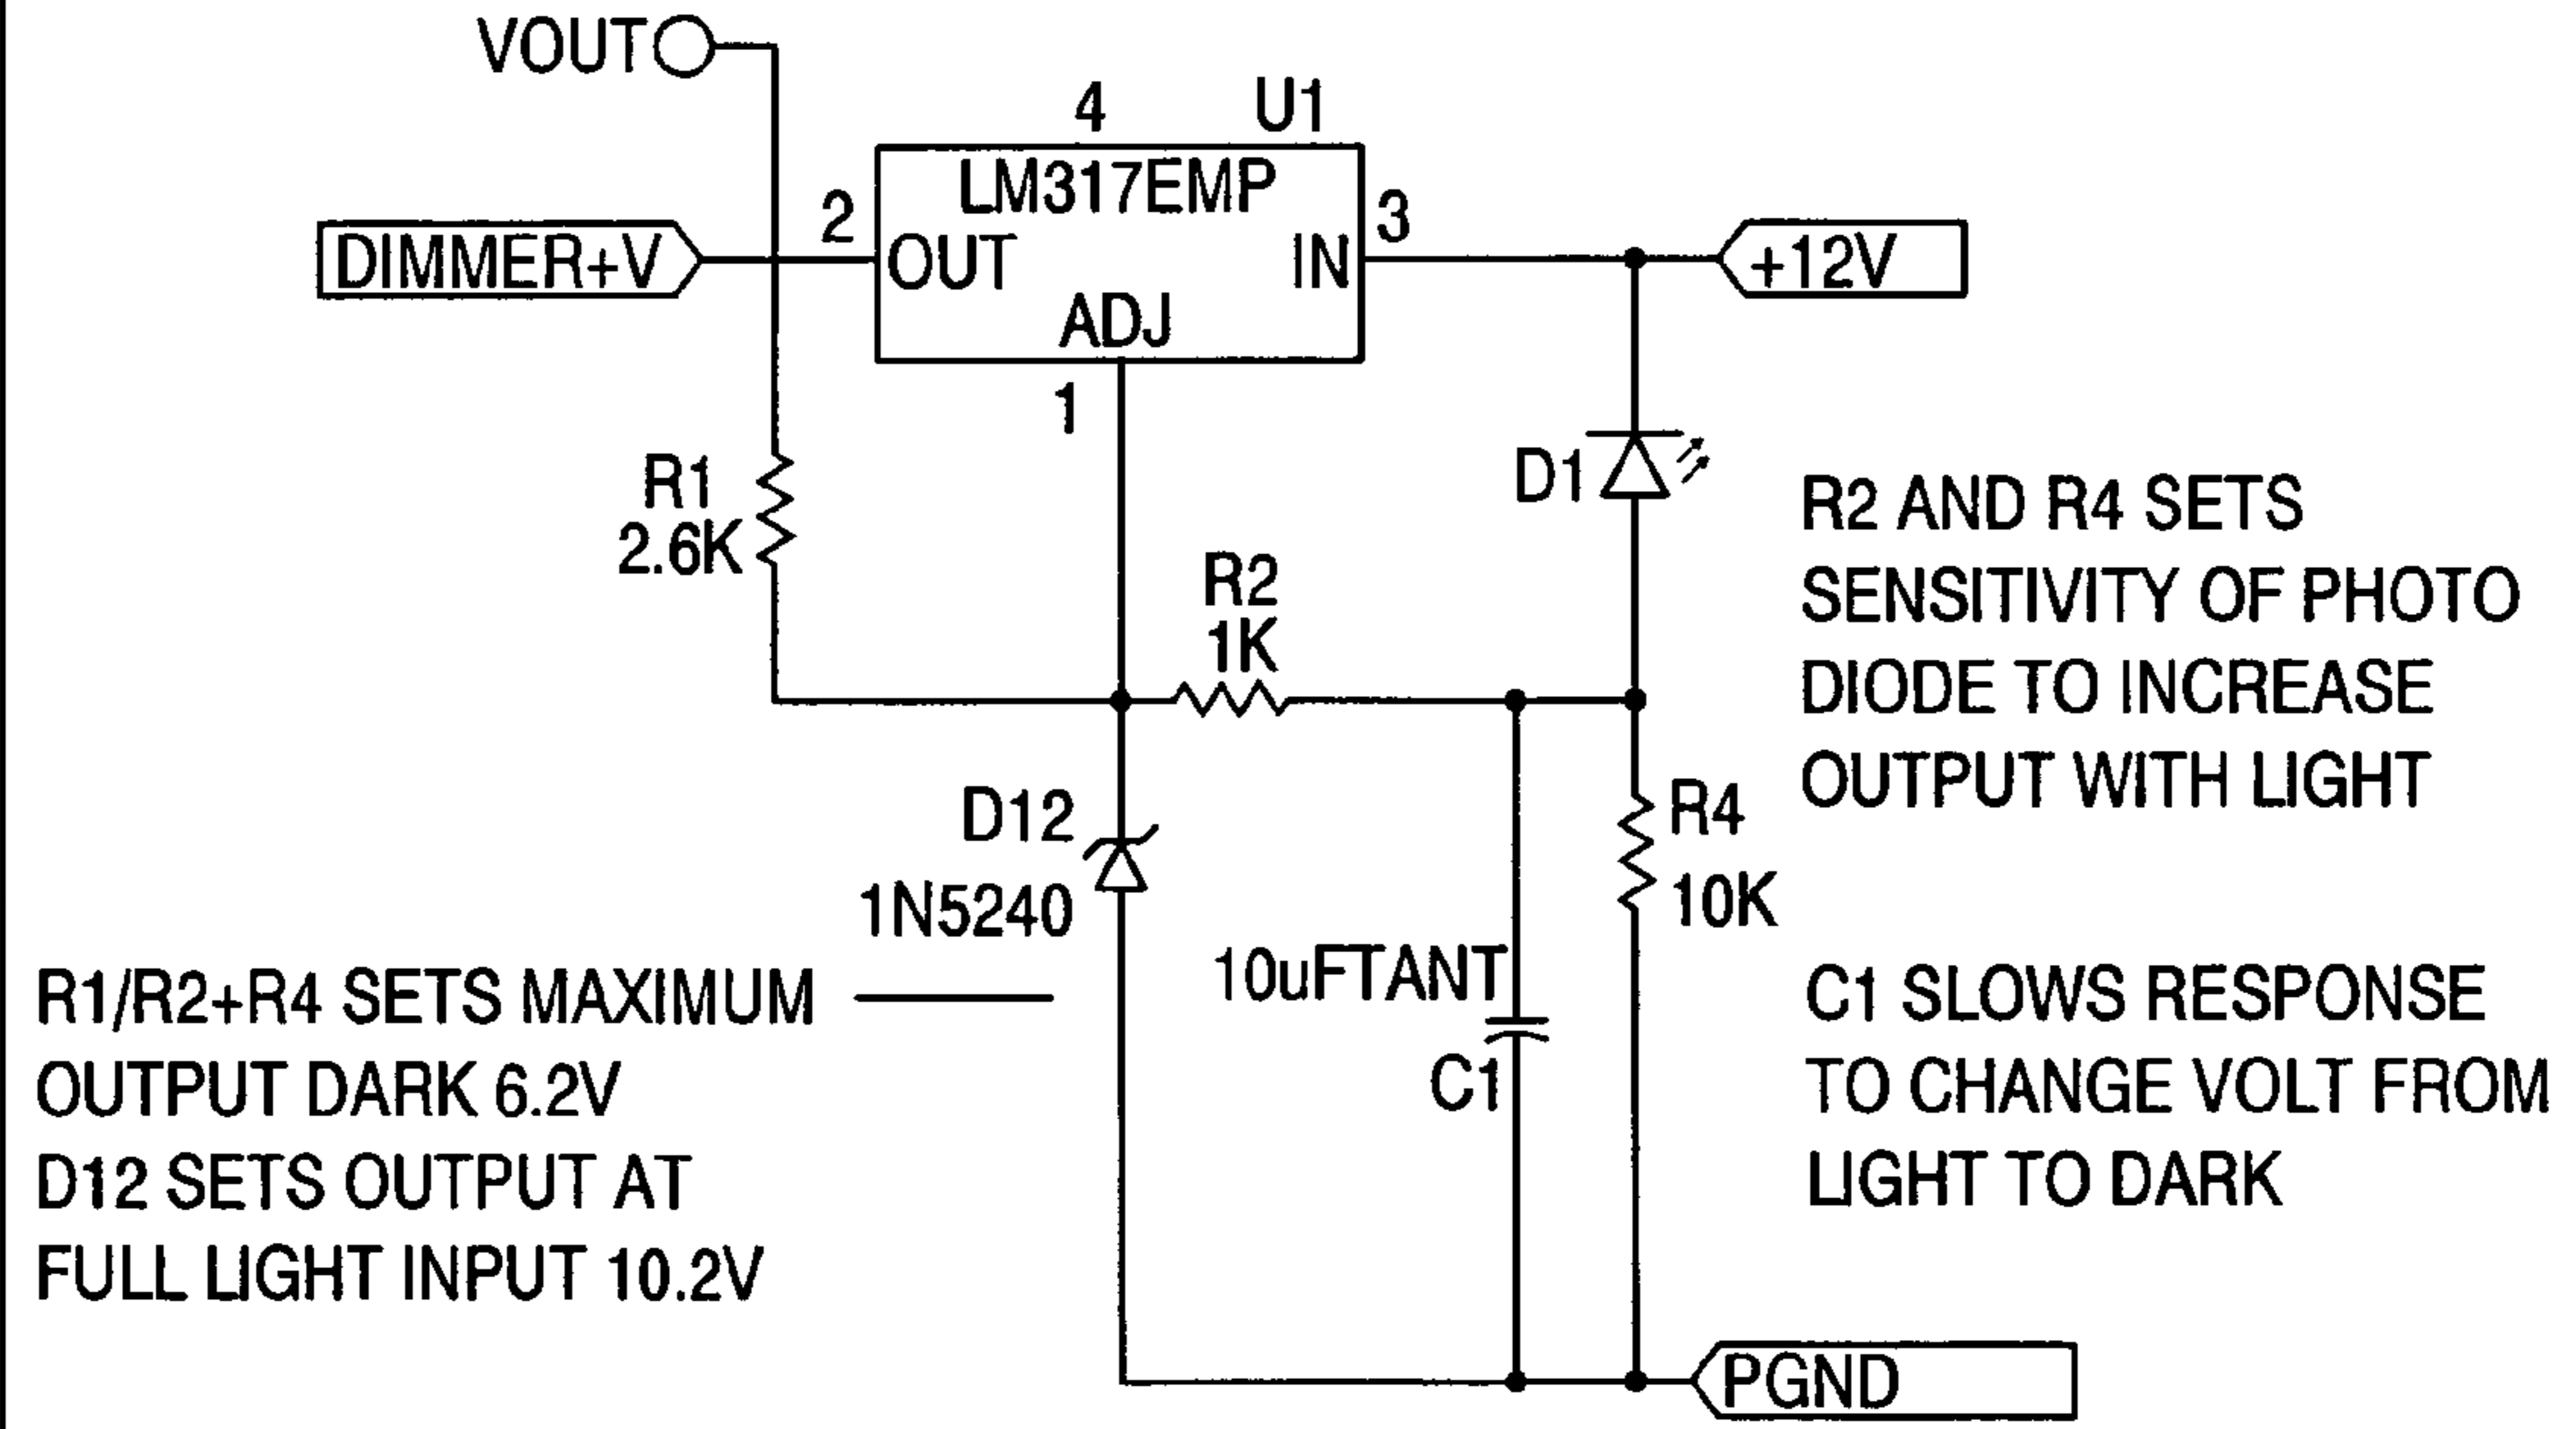 VOUT
4
U1
LM317EMP
2
3
DIMMER+V
OUT
IN
+12V
ADJ
1
R1
2.6K
D1
R2
1K
R2 AND R4 SETS
SENSITIVITY OF PHOTO
DIODE TO INCREASE
OUTPUT WITH LIGHT
D12
1N5240
R4
10K
10uFTANT
C1
R1/R2+R4 SETS MAXIMUM
OUTPUT DARK 6.2V
D12 SETS OUTPUT AT
FULL LIGHT INPUT 10.2V
C1 SLOWS RESPONSE
TO CHANGE VOLT FROM
LIGHT TO DARK
PGND